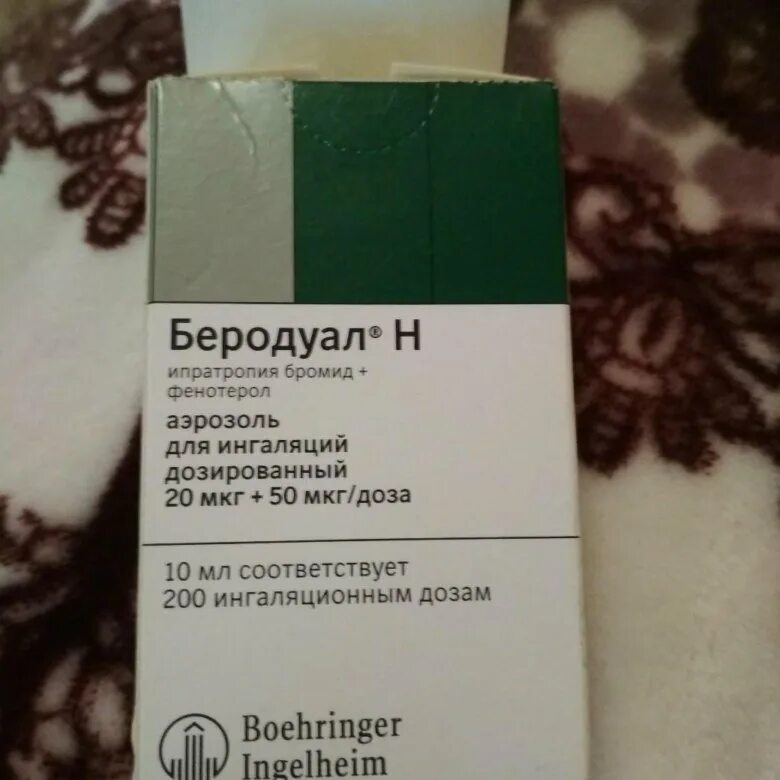 Беродуал® Н
ипратропия бромид +
фенотерол
аэрозоль
для ингаляций
дозированный
20 мкг + 50 мкг/доза
10 мл соответствует
200 ингаляционным дозам
Boehringer
Ingelheim